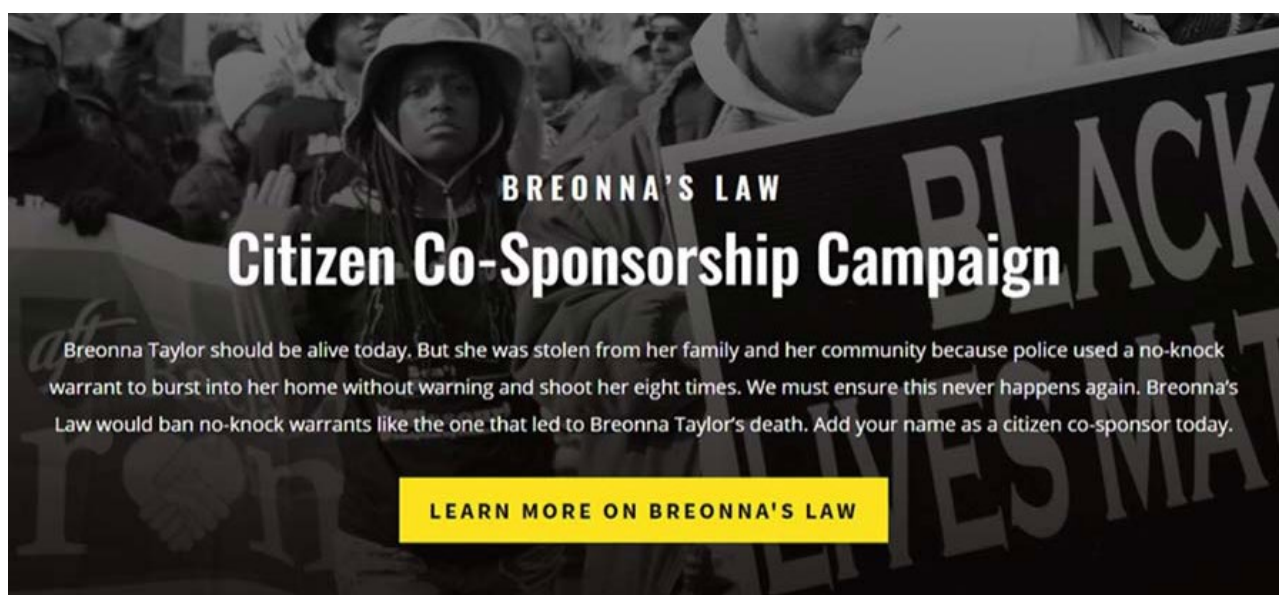 BREONNA'S LAW
Citizen Co-Sponsorship Campaign
Breonna Taylor should be alive today. But she was stolen from her family and her community because police used a no-knock
warrant to burst into her home without warning and shoot her eight times. We must ensure this never happens again. Breonna's
Law would ban no-knock warrants like the one that led to Breonna Taylor's death. Add your name as a citizen co-sponsor today.
LEARN MORE ON BREONNA'S LAW
BLACK
LIVES MAT
aft